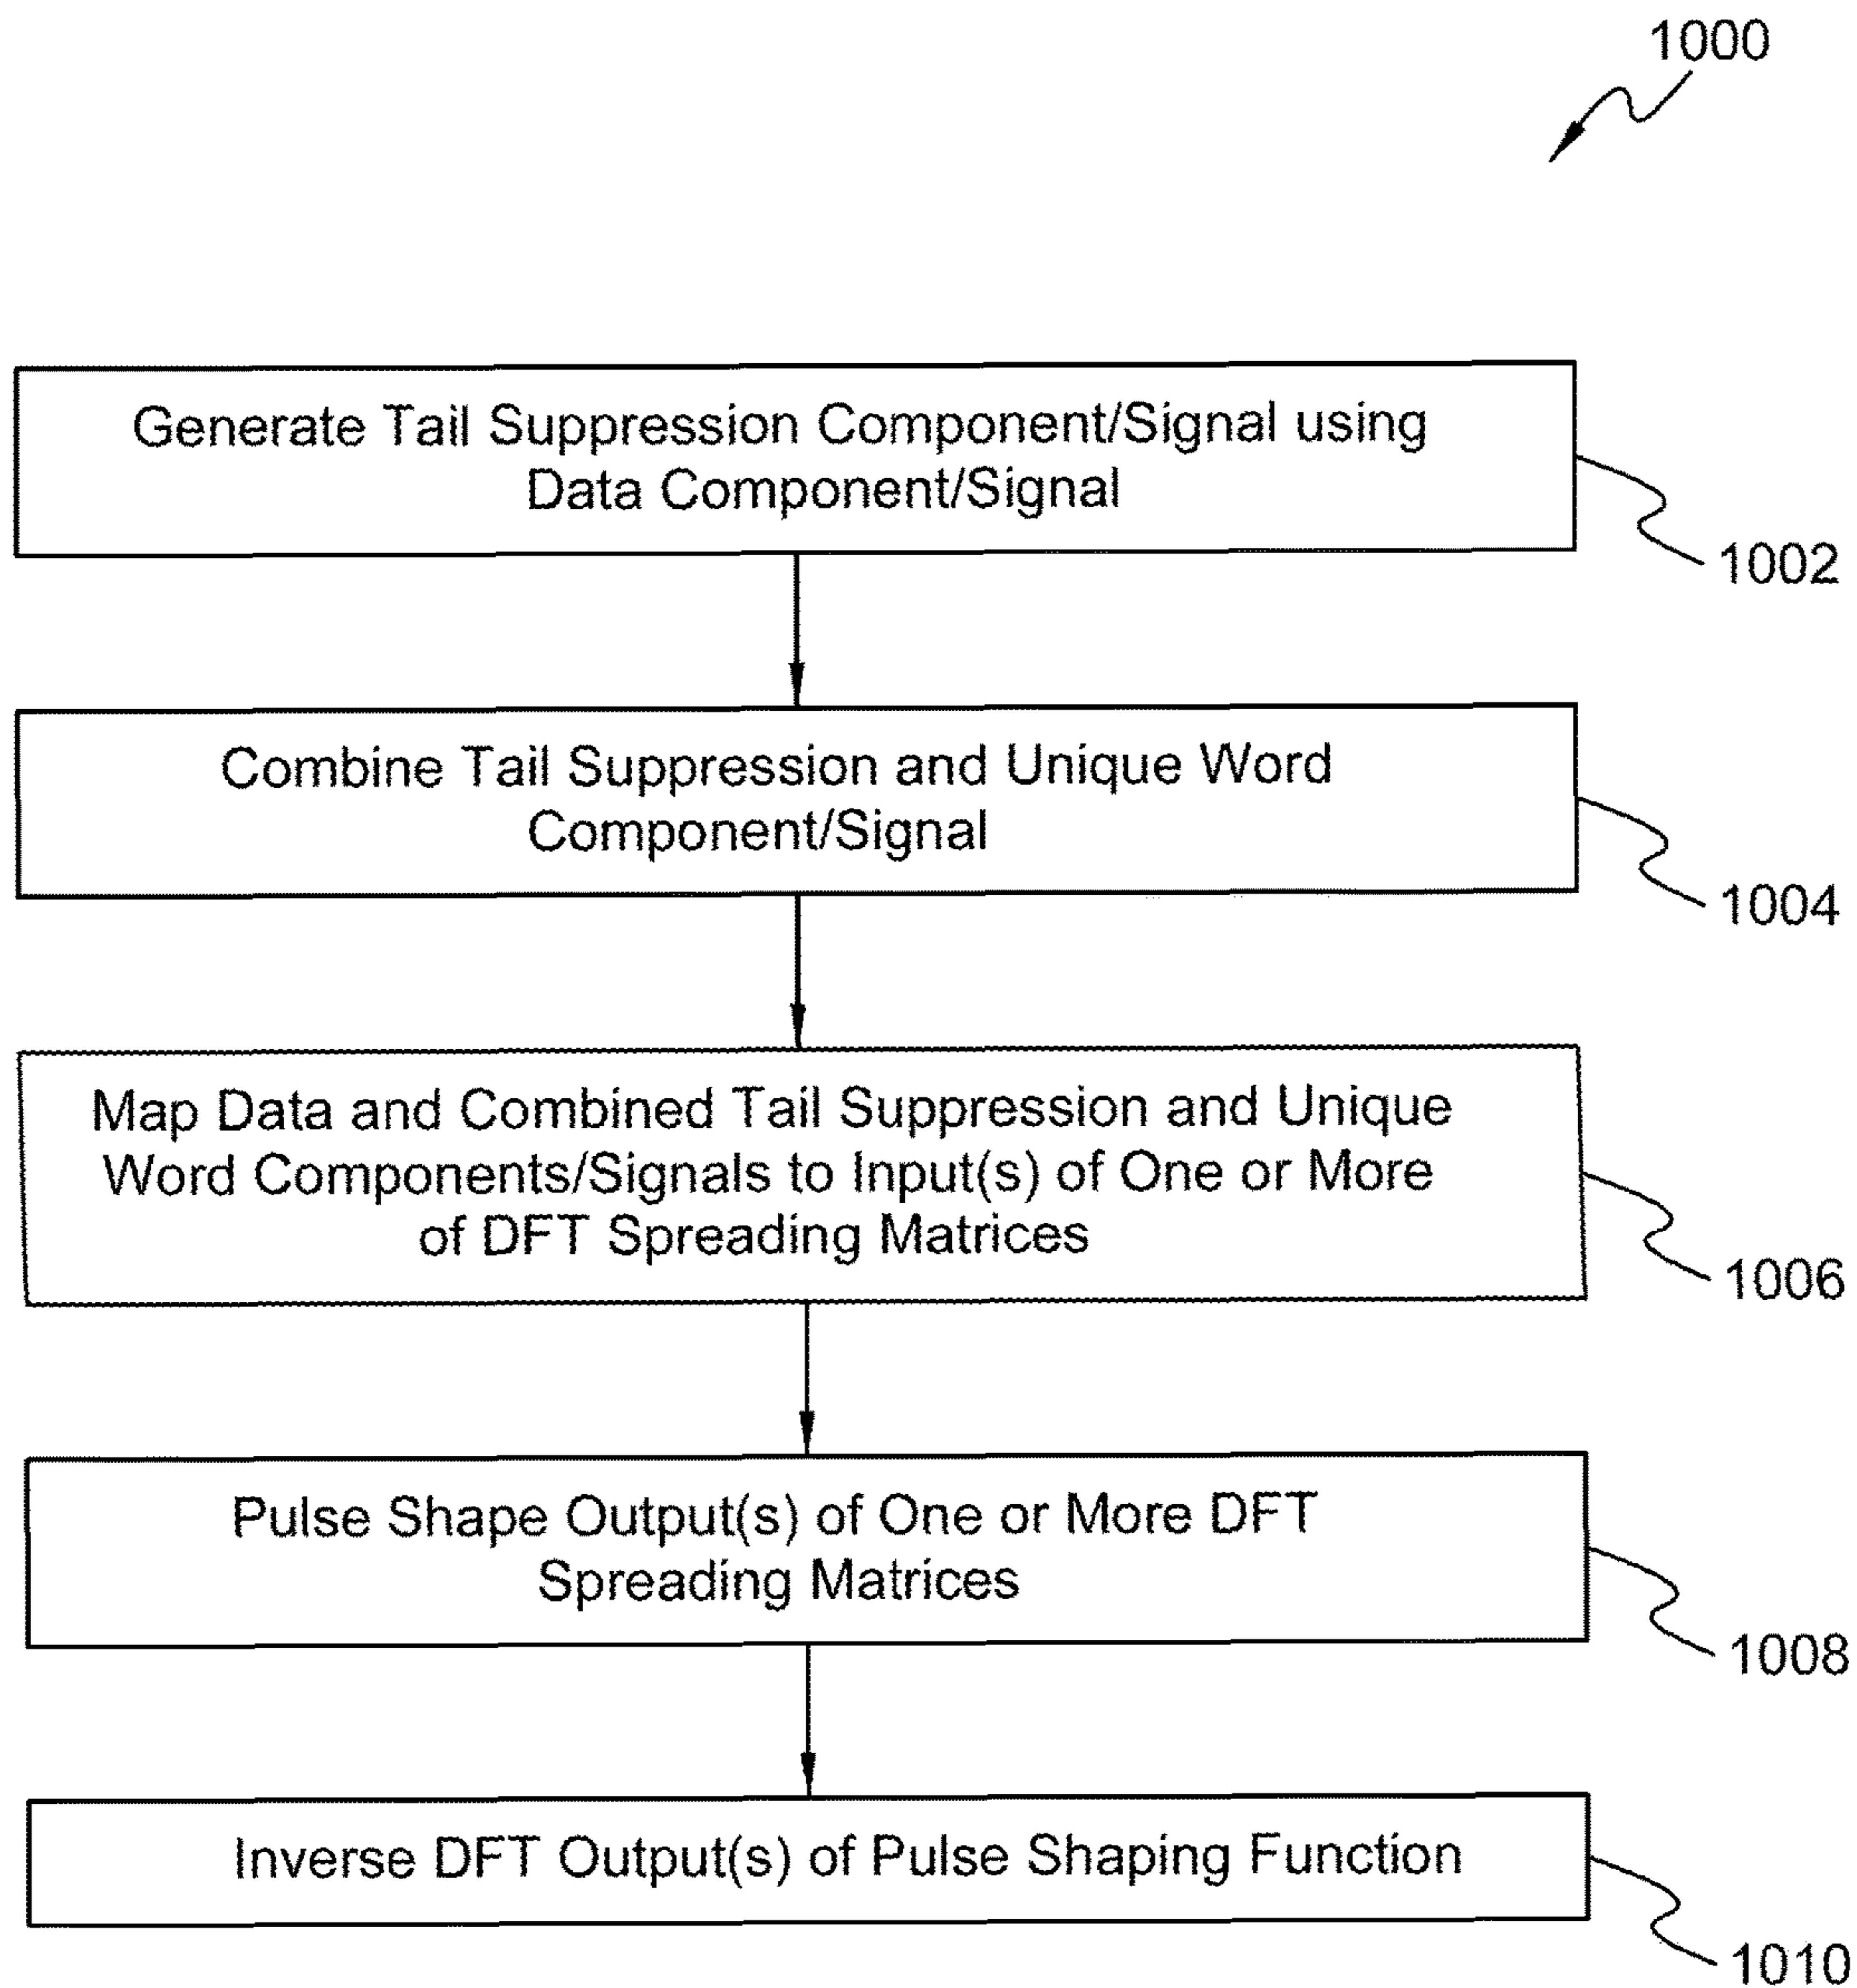 1000
Generate Tail Suppression Component/Signal using
Data Component/Signal
1002
Combine Tail Suppression and Unique Word
Component/Signal
1004
Map Data and Combined Tail Suppression and Unique
Word Components/Signals to Input(s) of One or More
of DFT Spreading Matrices
1006
Pulse Shape Output(s) of One or More DFT
Spreading Matrices
1008
Inverse DFT Output(s) of Pulse Shaping Function
1010